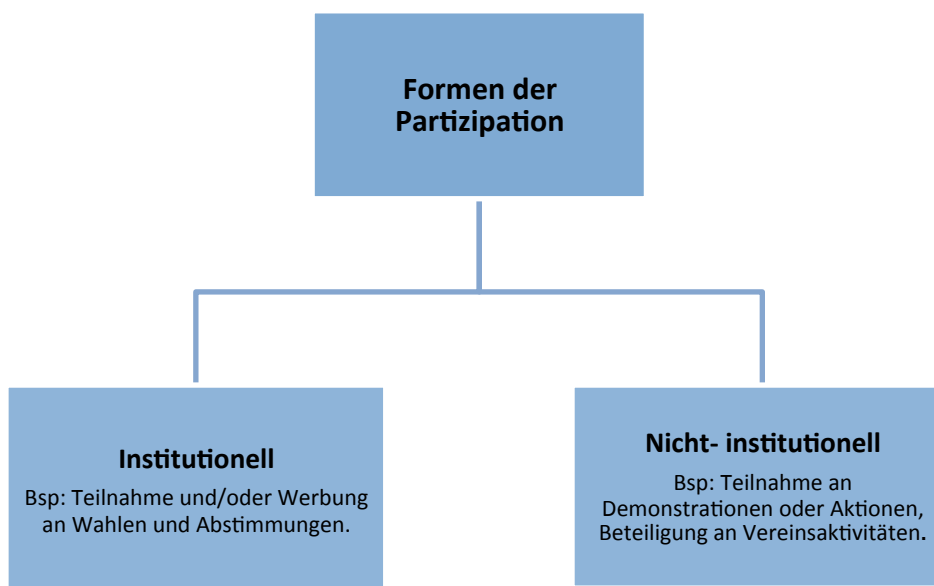 Formen der
Partizipation
Institutionell
Bsp: Teilnahme und/oder Werbung
an Wahlen und Abstimmungen.
Nicht- institutionell
Bsp: Teilnahme an
Demonstrationen oder Aktionen,
Beteiligung an Vereinsaktivitäten.